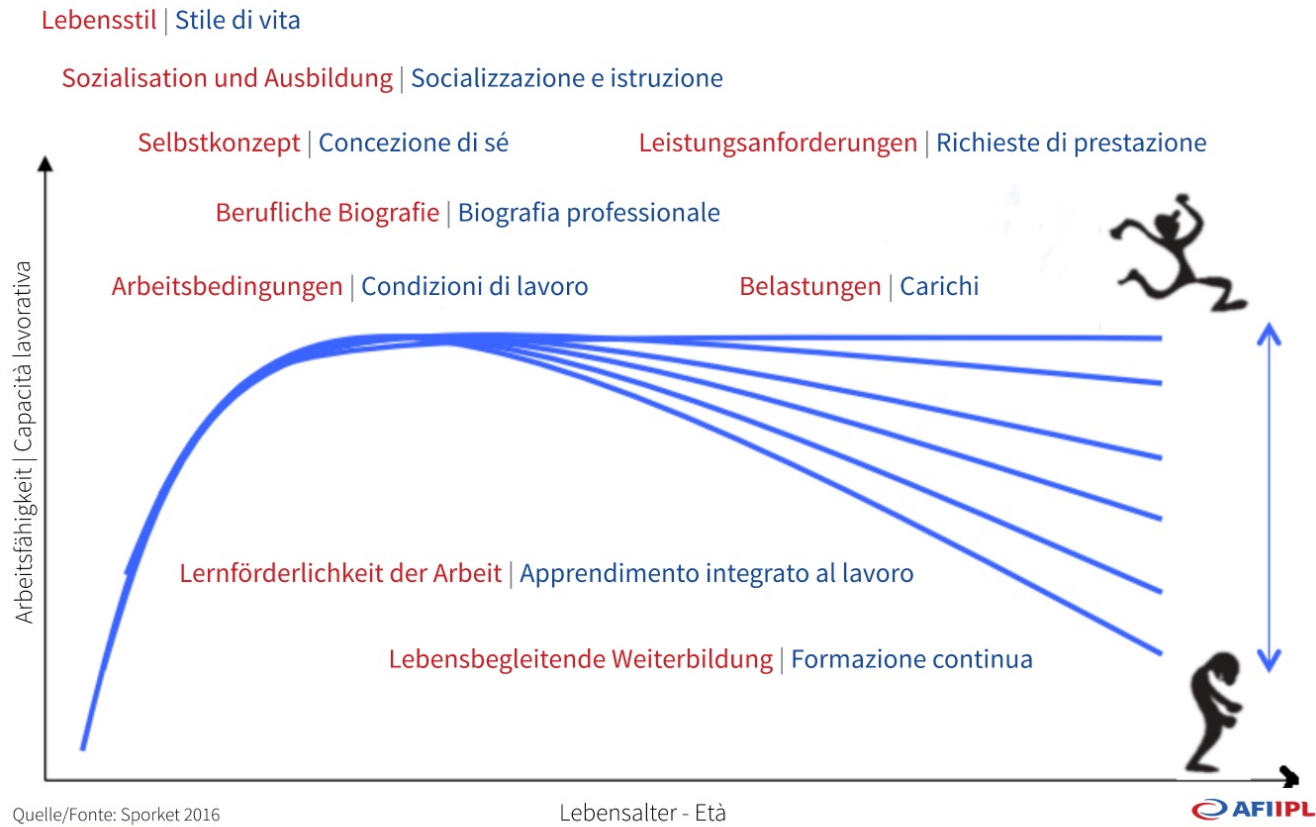 Lebensstil | Stile di vita
Sozialisation und Ausbildung | Socializzazione e istruzione
Selbstkonzept | Concezione di sé
Leistungsanforderungen | Richieste di prestazione
Berufliche Biografie | Biografia professionale
Arbeitsbedingungen | Condizioni di lavoro
Belastungen | Carichi
Arbeitsfähigkeit | Capacità lavorativa
Lernförderlichkeit der Arbeit | Apprendimento integrato al lavoro
Lebensbegleitende Weiterbildung | Formazione continua
Quelle/Fonte: Sporket 2016
Lebensalter - Età
AFIIPL